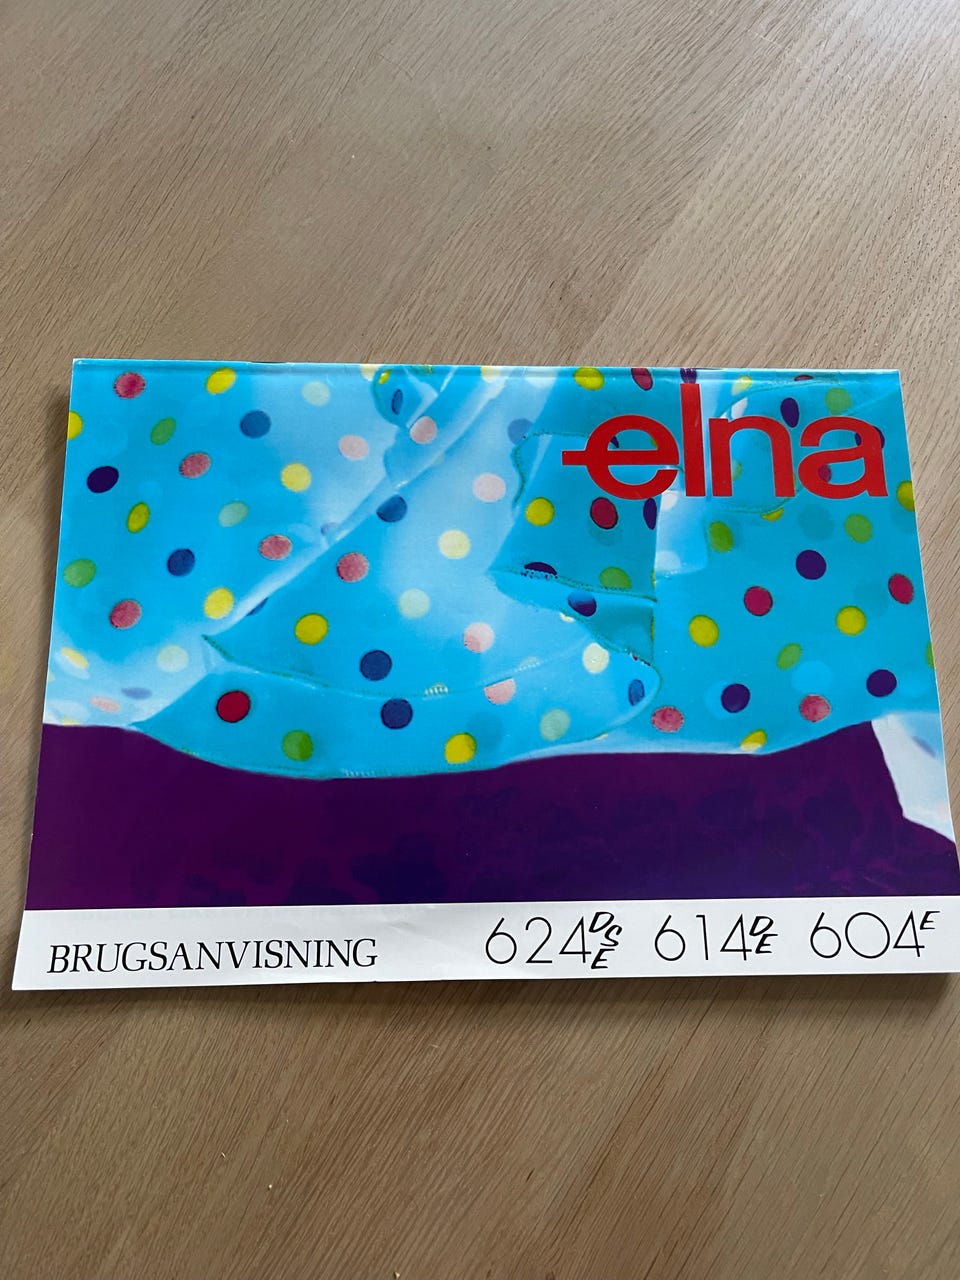 elna
BRUGSANVISNING 624DSE 614DE 604E